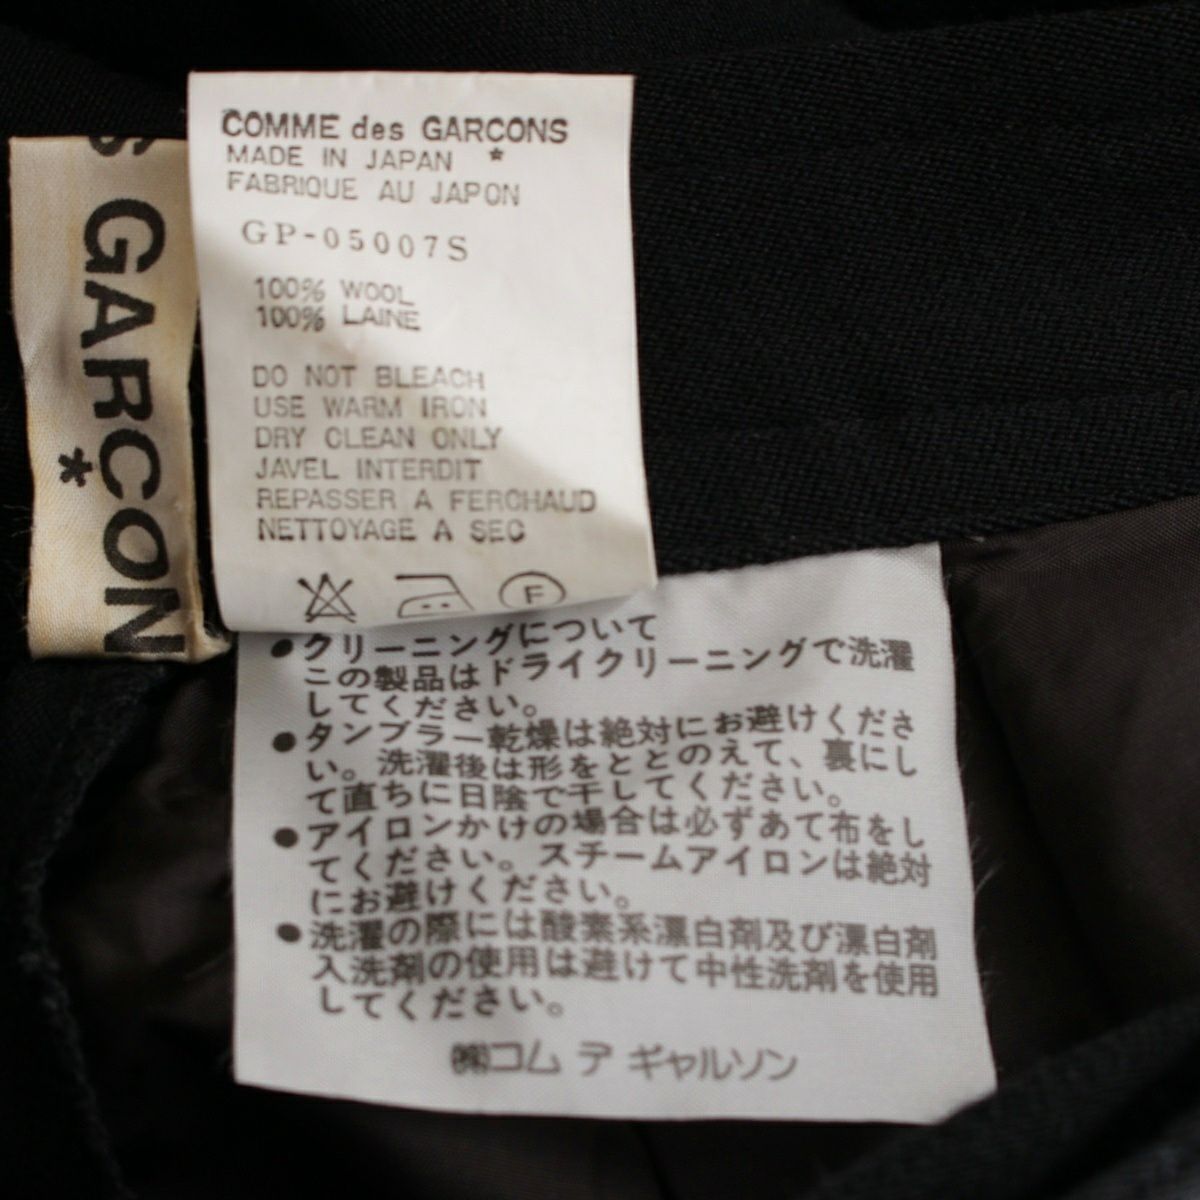 S GARCON
*
COMME des GARCONS
MADE IN JAPAN *
FABRIQUE AU JAPON
GP-05007S
100% WOOL
100% LAINE
DO NOT BLEACH
USE WARM IRON
DRY CLEAN ONLY
JAVEL INTERDIT
REPASSER A FERCHAUD
NETTOYAGE A SEC
F
●クリーニングについて
この製品はドライクリーニングで洗濯
してください。
●タンブラー乾燥は絶対にお避けくださ
い。洗濯後は形をととのえて、裏にし
て直ちに日陰で干してください。
●アイロンかけの場合は必ずあて布をし
てください。スチームアイロンは絶対
にお避けください。
●洗濯の際には酸素系漂白剤及び漂白剤
入洗剤の使用は避けて中性洗剤を使用
してください。
㈱コム デ ギャルソン